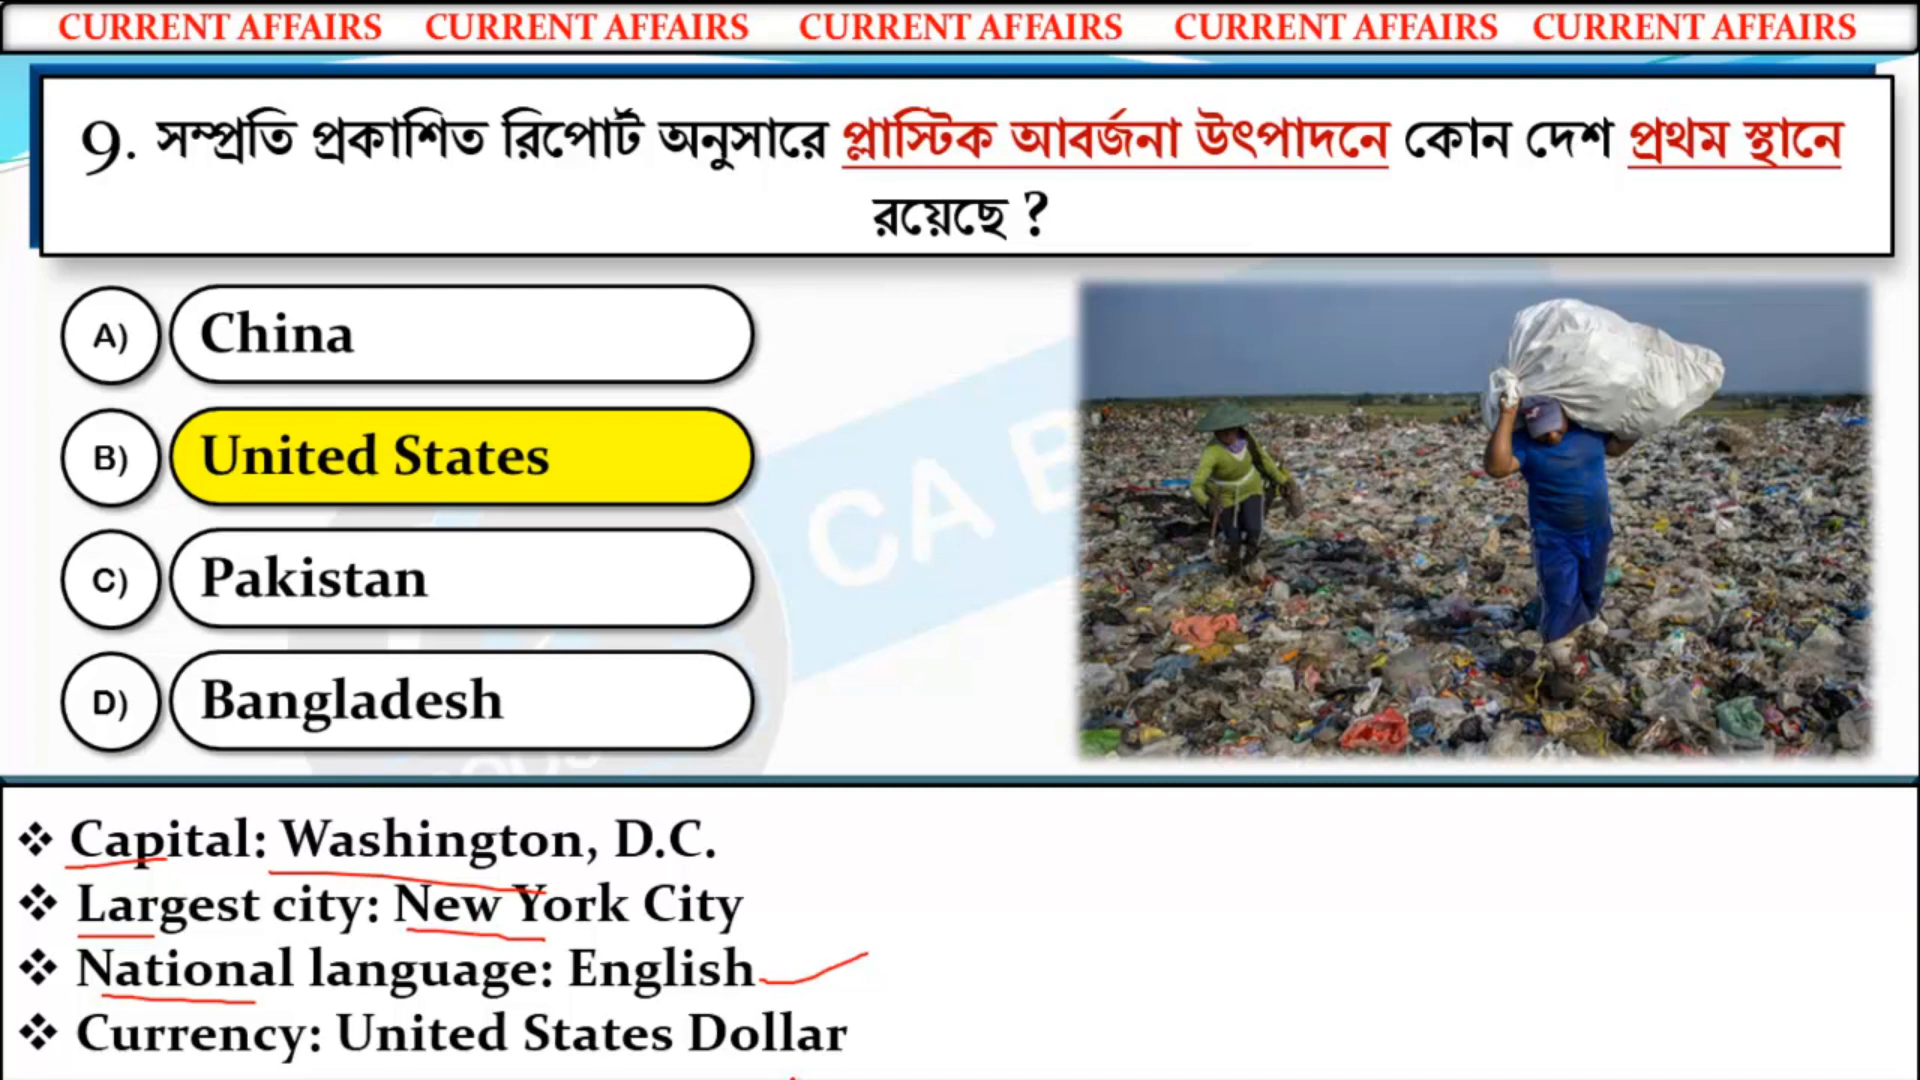 CURRENT AFFAIRS CURRENT AFFAIRS CURRENT AFFAIRS CURRENT AFFAIRS CURRENT AFFAIRS
9. সম্প্রতি প্রকাশিত রিপোর্ট অনুসারে প্লাস্টিক আবর্জনা উৎপাদনে কোন দেশ প্রথম স্থানে
রয়েছে ?
A) China
B) United States
C) Pakistan
D) Bangladesh
CA B
❖ Capital: Washington, D.C.
❖ Largest city: New York City
❖ National language: English
❖ Currency: United States Dollar